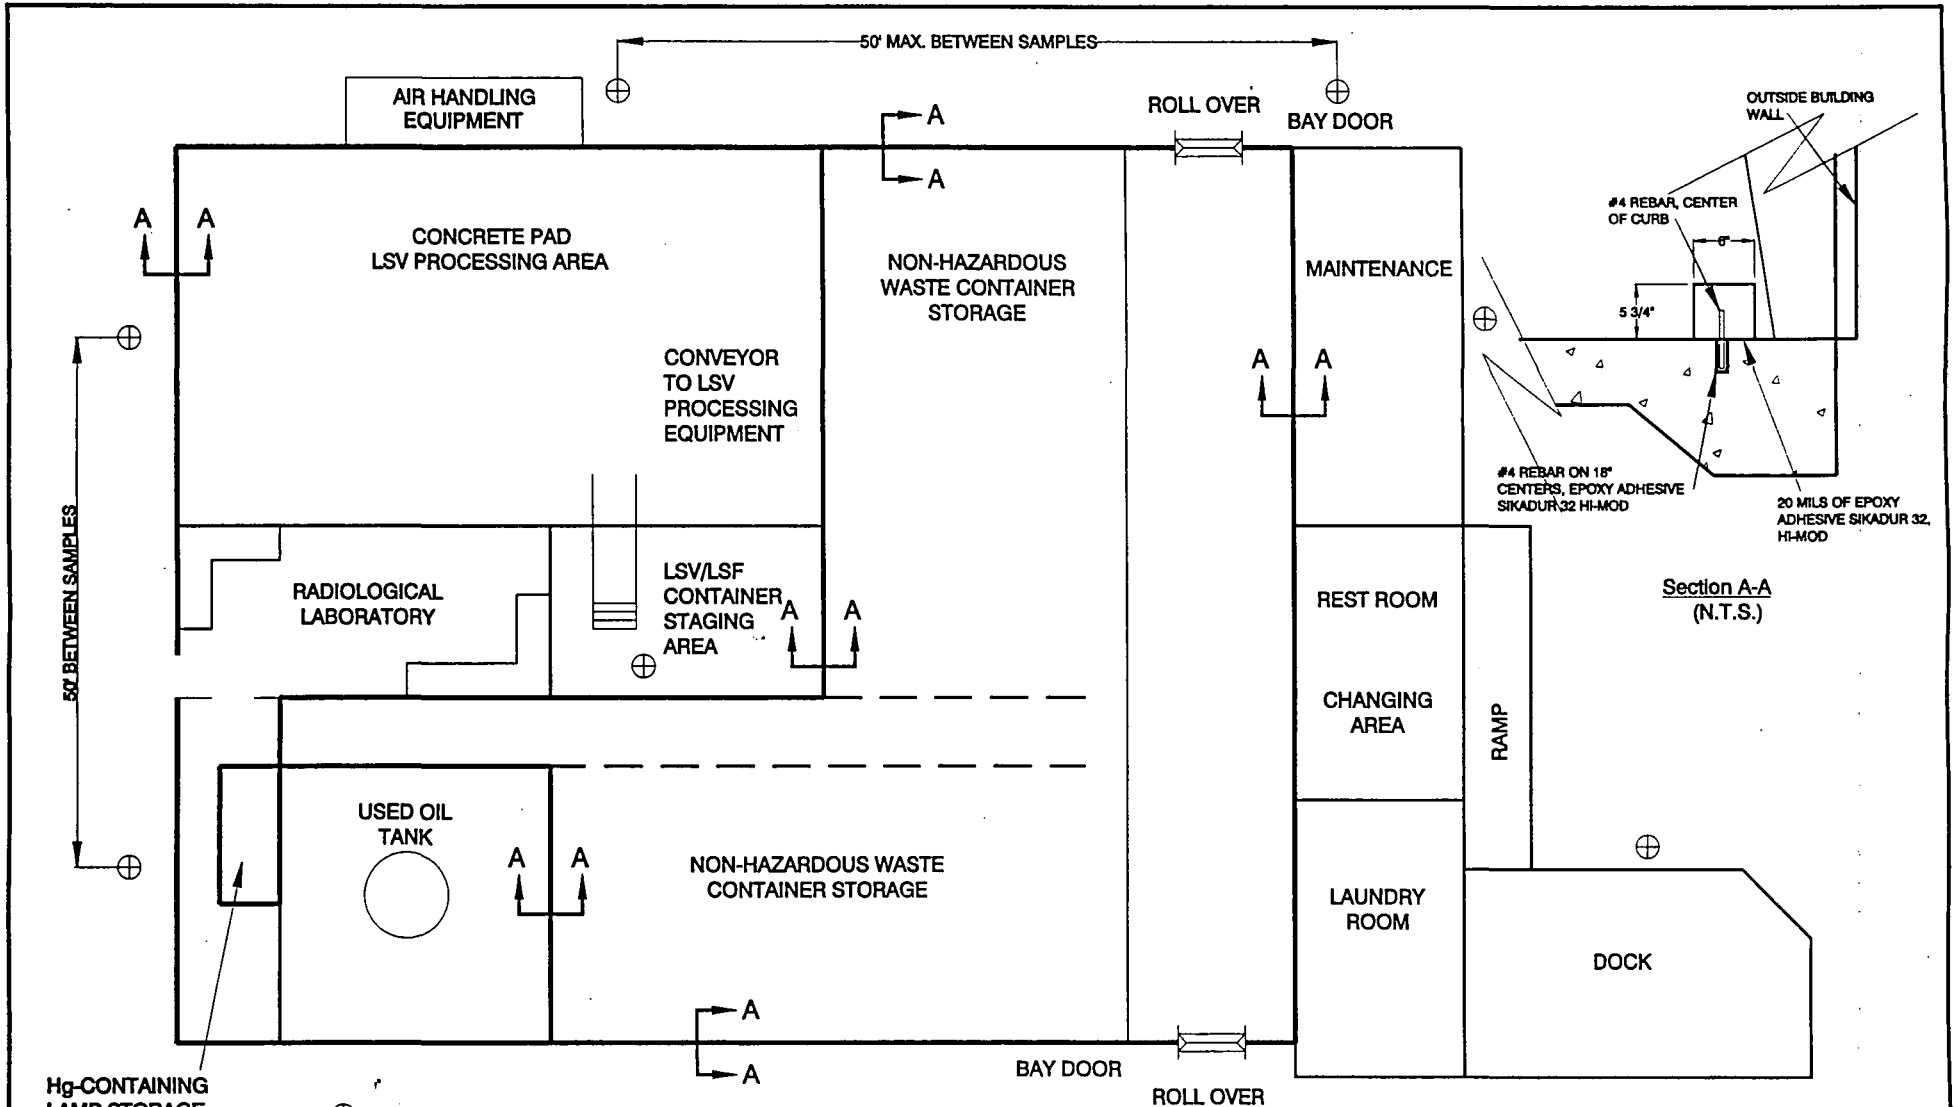 50' MAX. BETWEEN SAMPLES
AIR HANDLING
EQUIPMENT
ROLL OVER
BAY DOOR
OUTSIDE BUILDING
WALL
A
A
A A
#4 REBAR, CENTER
OF CURB
6"
5 3/4"
CONCRETE PAD
LSV PROCESSING AREA
NON-HAZARDOUS
WASTE CONTAINER
STORAGE
MAINTENANCE
CONVEYOR
TO LSV
PROCESSING
EQUIPMENT
A A
#4 REBAR ON 18"
CENTERS, EPOXY ADHESIVE
SIKADUR 32 HI-MOD
20 MILS OF EPOXY
ADHESIVE SIKADUR 32,
HI-MOD
50' BETWEEN SAMPLES
RADIOLOGICAL
LABORATORY
LSV/LSF
CONTAINER
STAGING
AREA
A A
REST ROOM
CHANGING
AREA
RAMP
Section A-A
(N.T.S.)
USED OIL
TANK
A A
NON-HAZARDOUS WASTE
CONTAINER STORAGE
LAUNDRY
ROOM
DOCK
A
A
BAY DOOR
ROLL OVER
Hg-CONTAINING
LAMP STORAGE